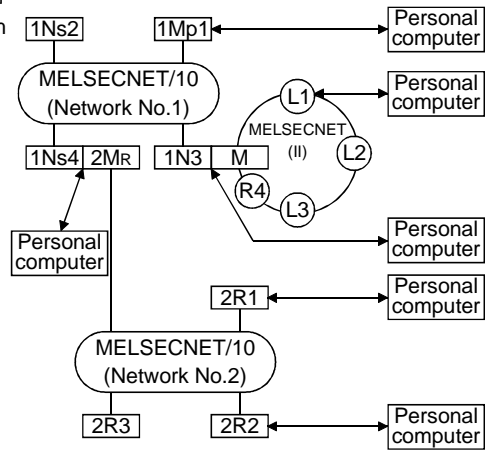 n
1Ns2
1Mp1
Personal
computer
MELSECNET/10
(Network No.1)
L1
Personal
computer
MELSECNET
(II)
L2
1Ns4
2MR
1N3
M
R4
L3
Personal
computer
Personal
computer
2R1
Personal
computer
MELSECNET/10
(Network No.2)
2R3
2R2
Personal
computer